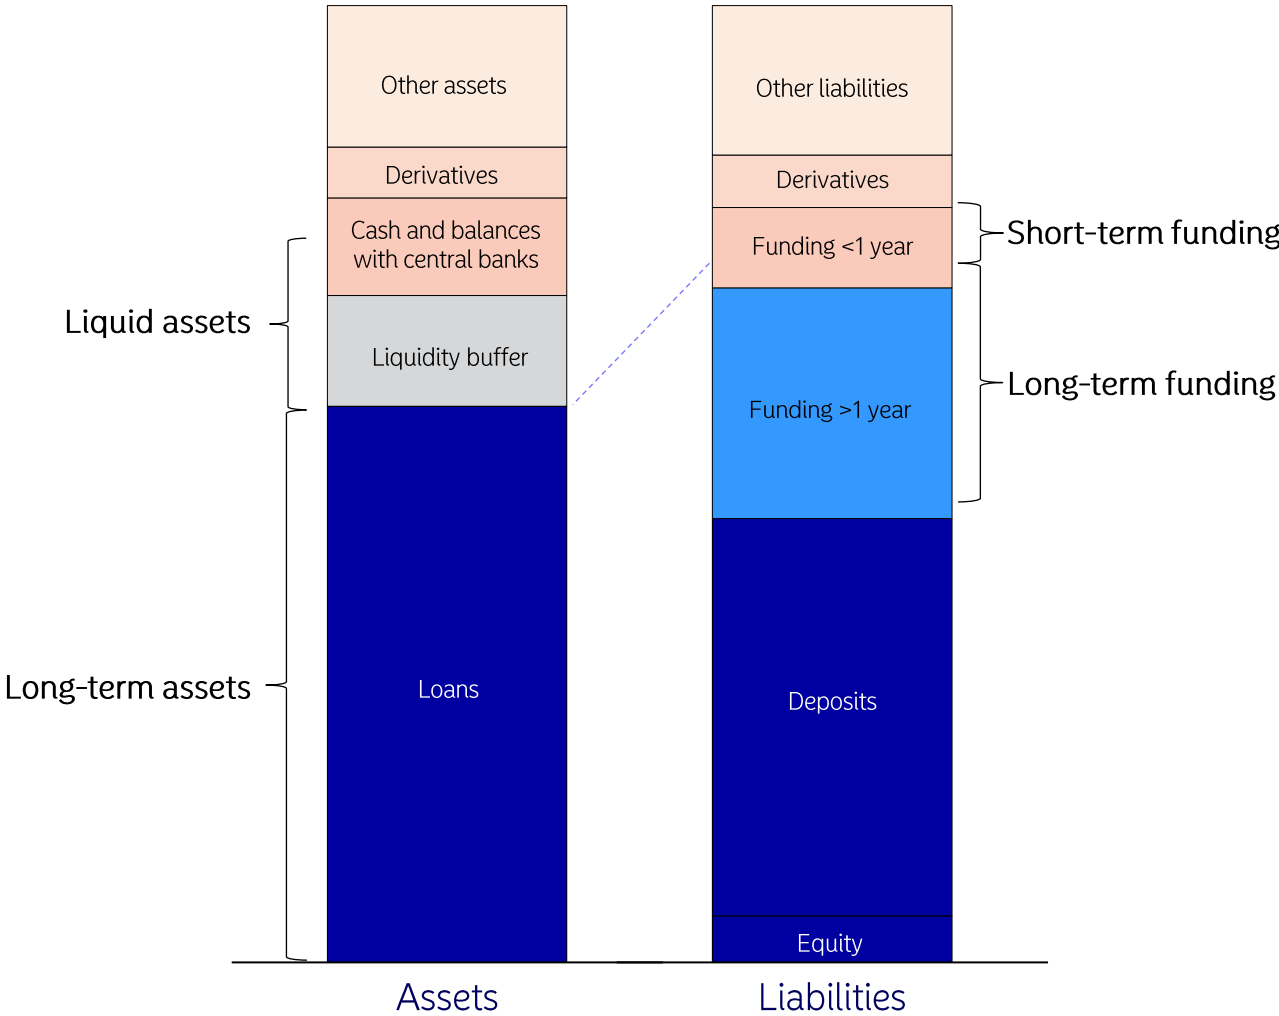 Other assets
Derivatives
Cash and balances
with central banks
Liquidity buffer
Loans
Liquid assets
Long-term assets
Assets
Other liabilities
Derivatives
Funding <1 year
Funding >1 year
Deposits
Equity
Short-term funding
Long-term funding
Liabilities